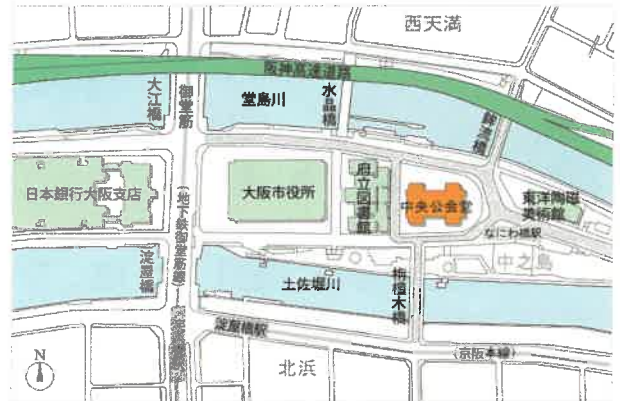 西天満
阪神高速道路
大江橋
御堂筋
堂島川
水晶橋
鉾流橋
日本銀行大阪支店
大阪市役所
府立図書館
中央公会堂
東洋陶磁
美術館
なにわ橋駅
中之島
(地下鉄御堂筋線)
淀屋橋
土佐堀川
栴檀木橋
淀屋橋駅
(京阪本線)
北浜
N